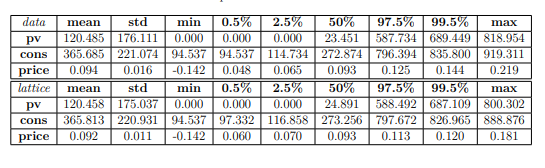 data mean std min 0.5% 2.5% 50% 97.5% 99.5% max
pv 120.485 176.111 0.000 0.000 0.000 23.451 587.734 689.449 818.954
cons 365.685 221.074 94.537 94.537 114.734 272.874 796.394 835.800 919.311
price 0.094 0.016 -0.142 0.048 0.065 0.093 0.125 0.144 0.219
lattice mean std min 0.5% 2.5% 50% 97.5% 99.5% max
pv 120.458 175.037 0.000 0.000 0.000 24.891 588.492 687.109 800.302
cons 365.813 220.931 94.537 97.332 116.858 273.256 797.672 826.965 888.876
price 0.092 0.011 -0.142 0.060 0.070 0.093 0.113 0.120 0.181